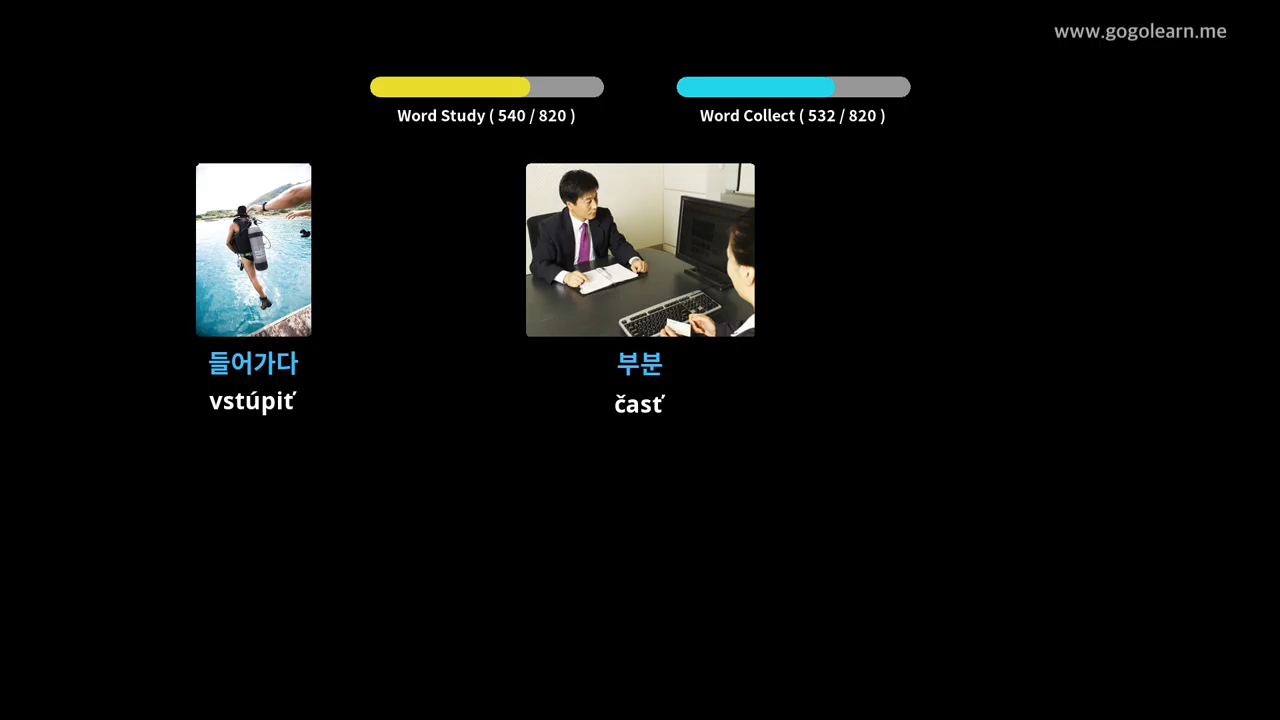 www.gogolearn.me
Word Study ( 540 / 820 )
Word Collect ( 532 / 820 )
들어가다
vstúpiť
부분
časť